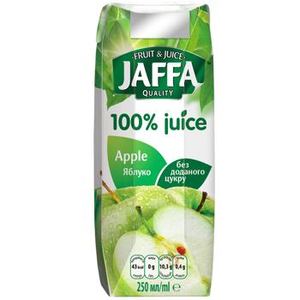 FRUIT & JUICE
JAFFA
QUALITY
100% juice
Apple
Яблуко
без
доданого
цукру
250 мл/ml e